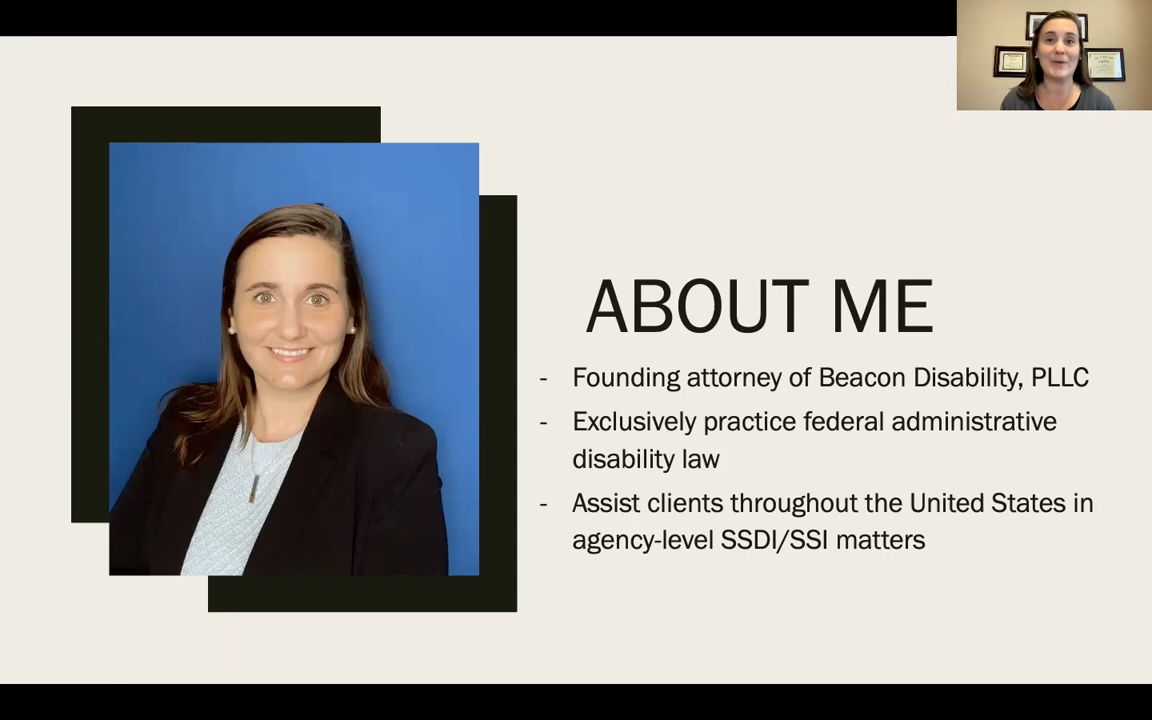 ABOUT ME
- Founding attorney of Beacon Disability, PLLC
- Exclusively practice federal administrative
disability law
- Assist clients throughout the United States in
agency-level SSDI/SSI matters